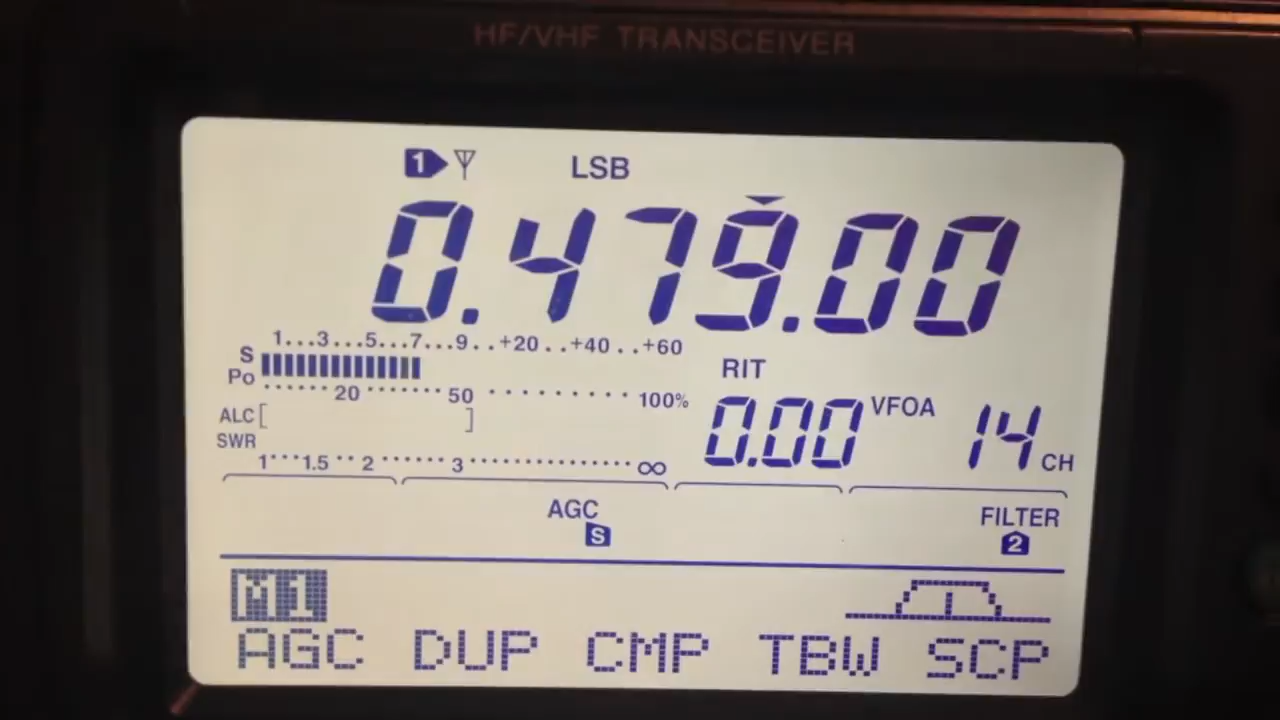 HF/VHF TRANSCEIVER
1 LSB
0.479.00
S 1...3...5...7...9..+20..+40..+60
Po 20 50 100%
RIT
0.00 VFOA 14 CH
ALC
SWR 1 1.5 2 3 ∞
AGC S
FILTER 2
M1
AGC DUP CMP TBW SCP